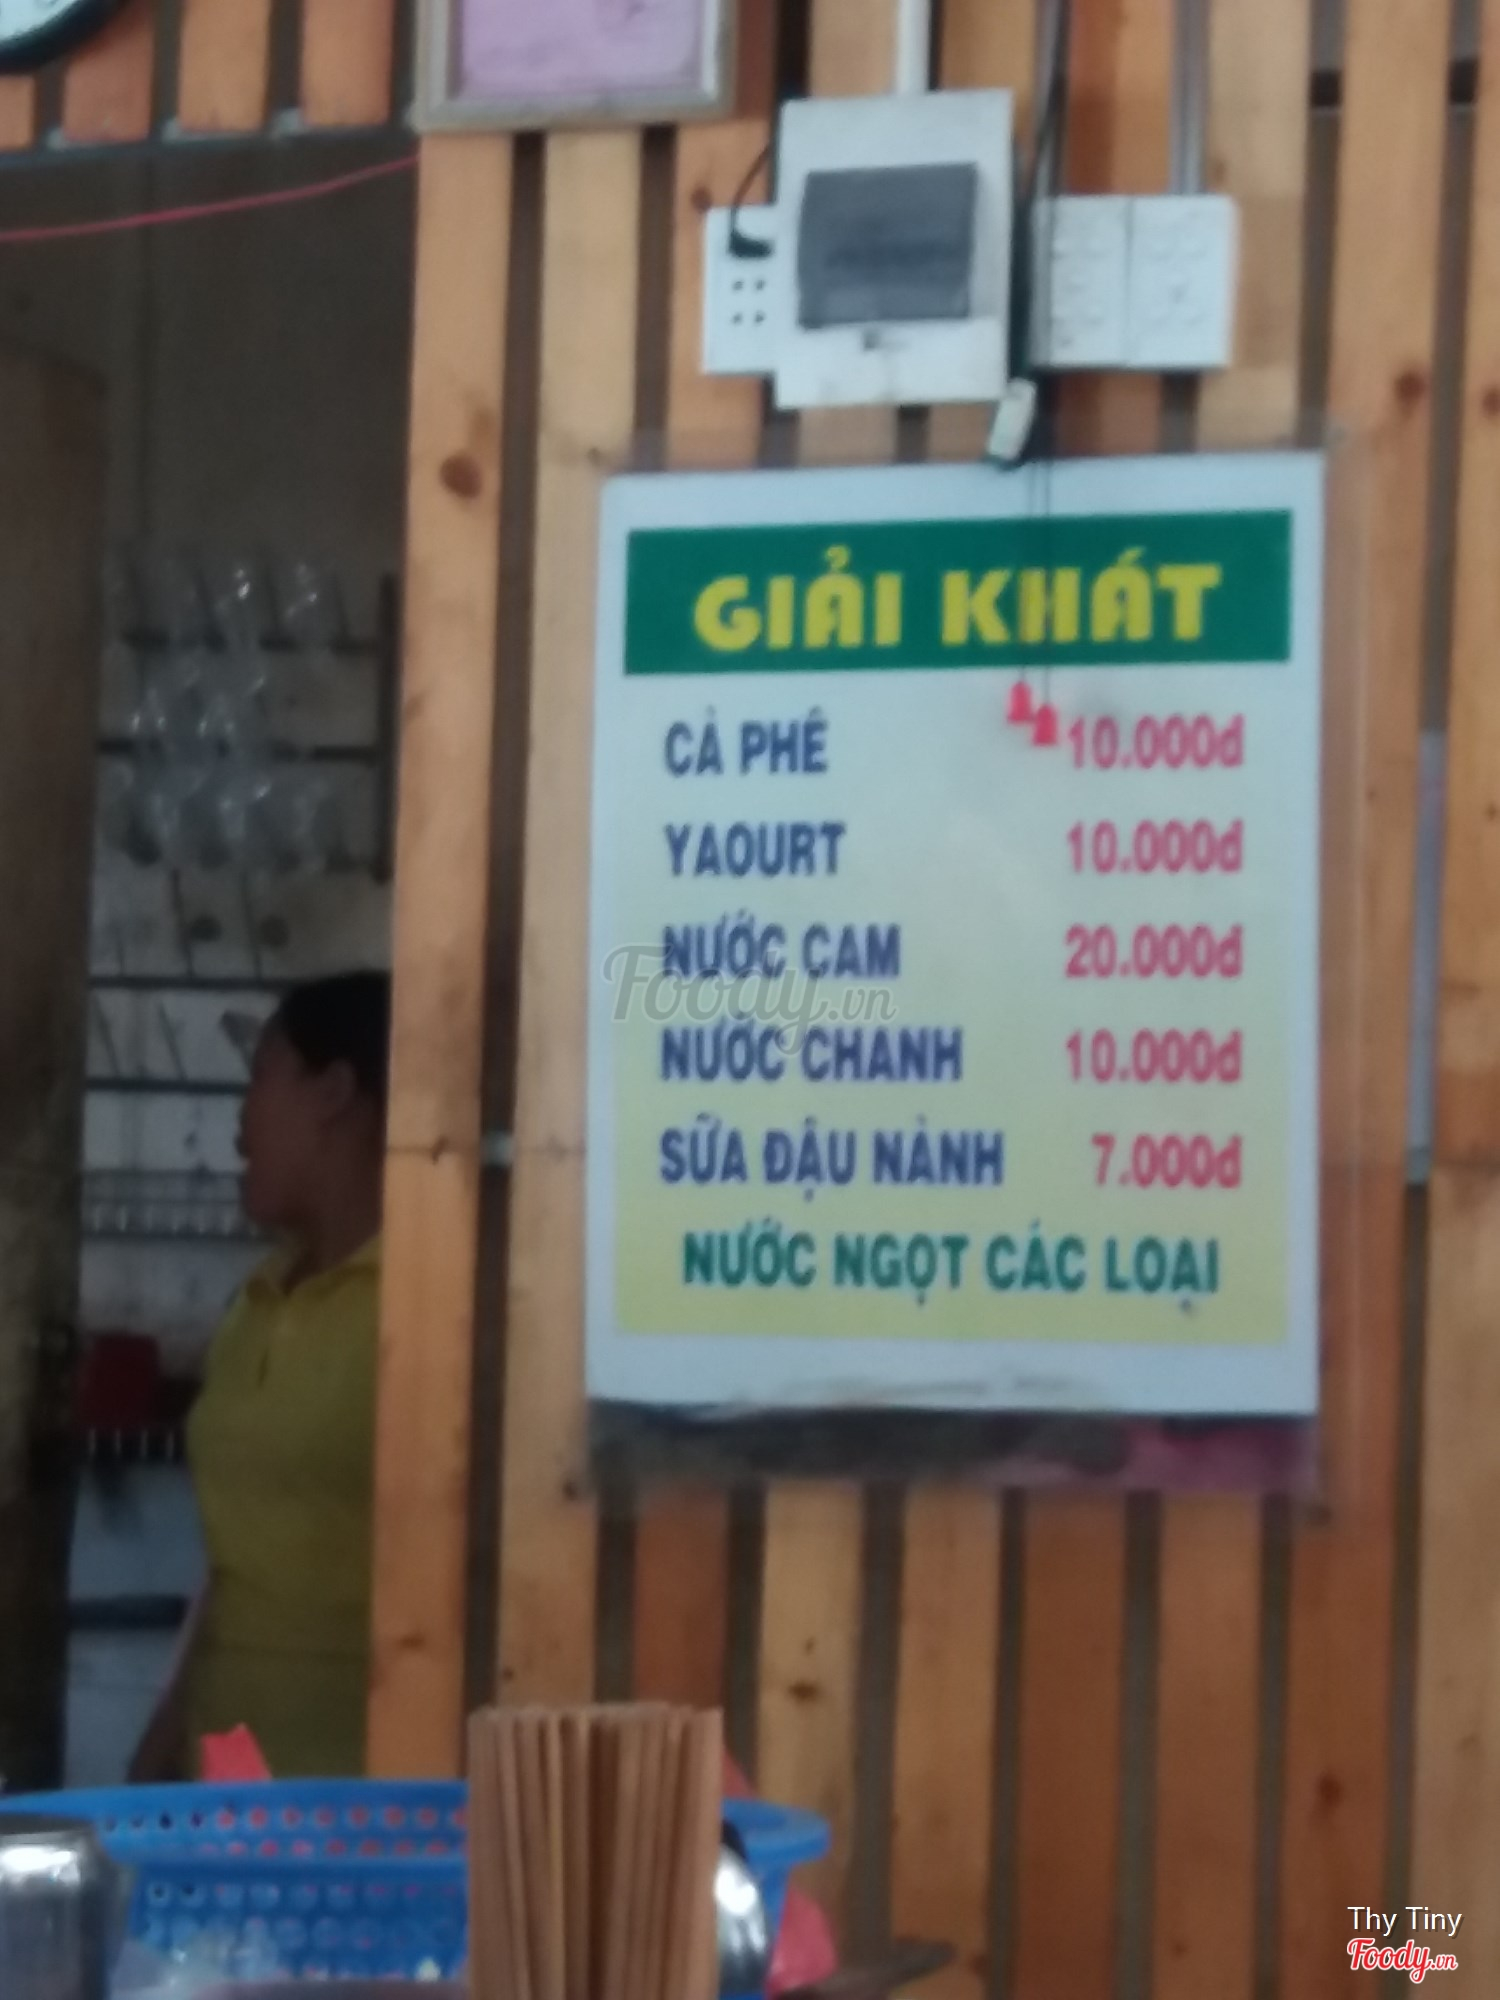 GIẢI KHÁT
CÀ PHÊ 10.000đ
YAOURT 10.000đ
NƯỚC CAM 20.000đ
Foody.vn
NƯỚC CHANH 10.000đ
SỮA ĐẬU NÀNH 7.000đ
NƯỚC NGỌT CÁC LOẠI
Thy Tiny
Foody.vn